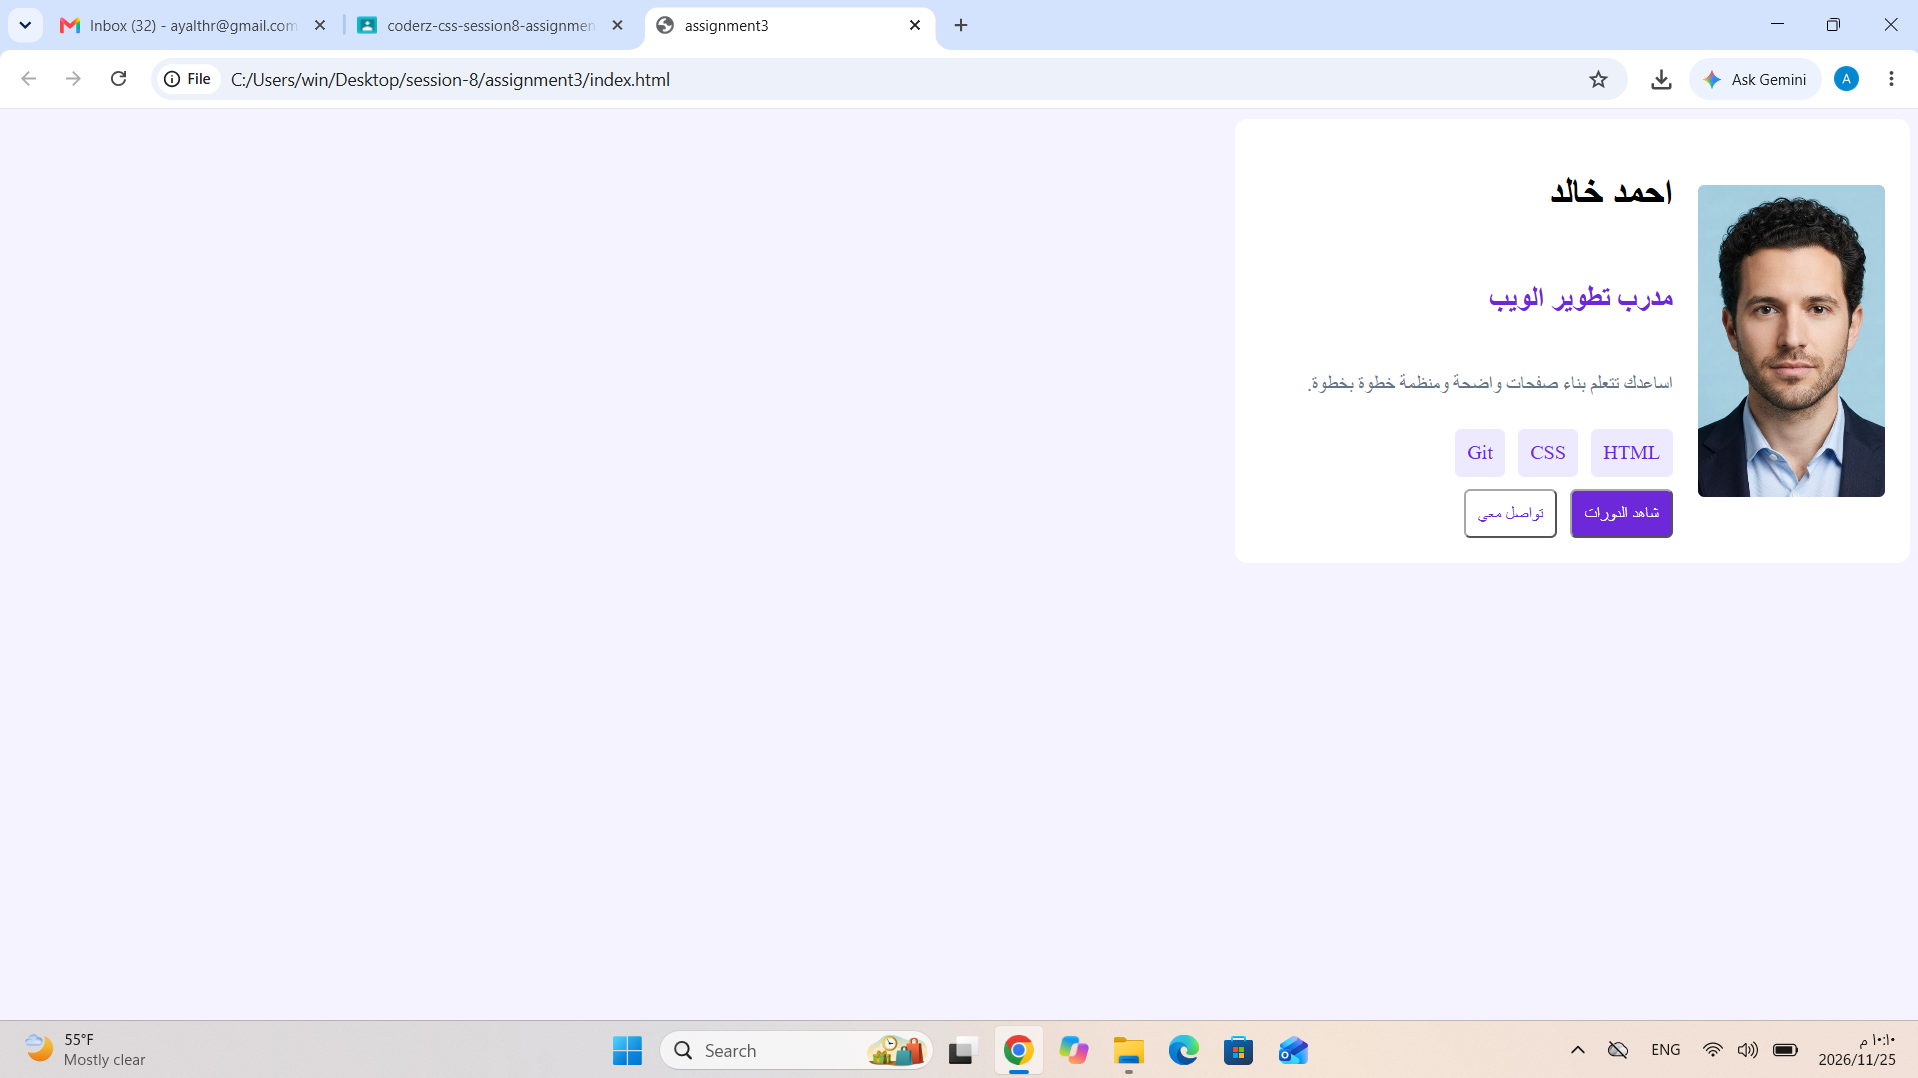 Inbox (32) - ayalthr@gmail.com
coderz-css-session8-assignmen
assignment3
File
C:/Users/win/Desktop/session-8/assignment3/index.html
Ask Gemini
A
احمد خالد
مدرب تطوير الويب
اساعدك تتعلم بناء صفحات واضحة ومنظمة خطوة بخطوة.
HTML CSS Git
شاهد الدورات تواصل معي
55°F
Mostly clear
Search
ENG
١٠:١٠ م
2026/11/25